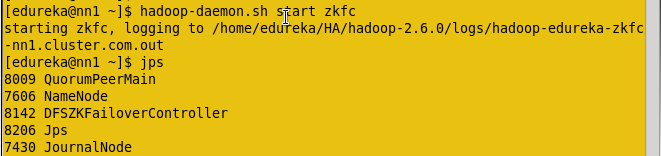 [edureka@nn1 ~]$ hadoop-daemon.sh start zkfc
starting zkfc, logging to /home/edureka/HA/hadoop-2.6.0/logs/hadoop-edureka-zkfc
-nn1.cluster.com.out
[edureka@nn1 ~]$ jps
8009 QuorumPeerMain
7606 NameNode
8142 DFSZKFailoverController
8206 Jps
7430 JournalNode